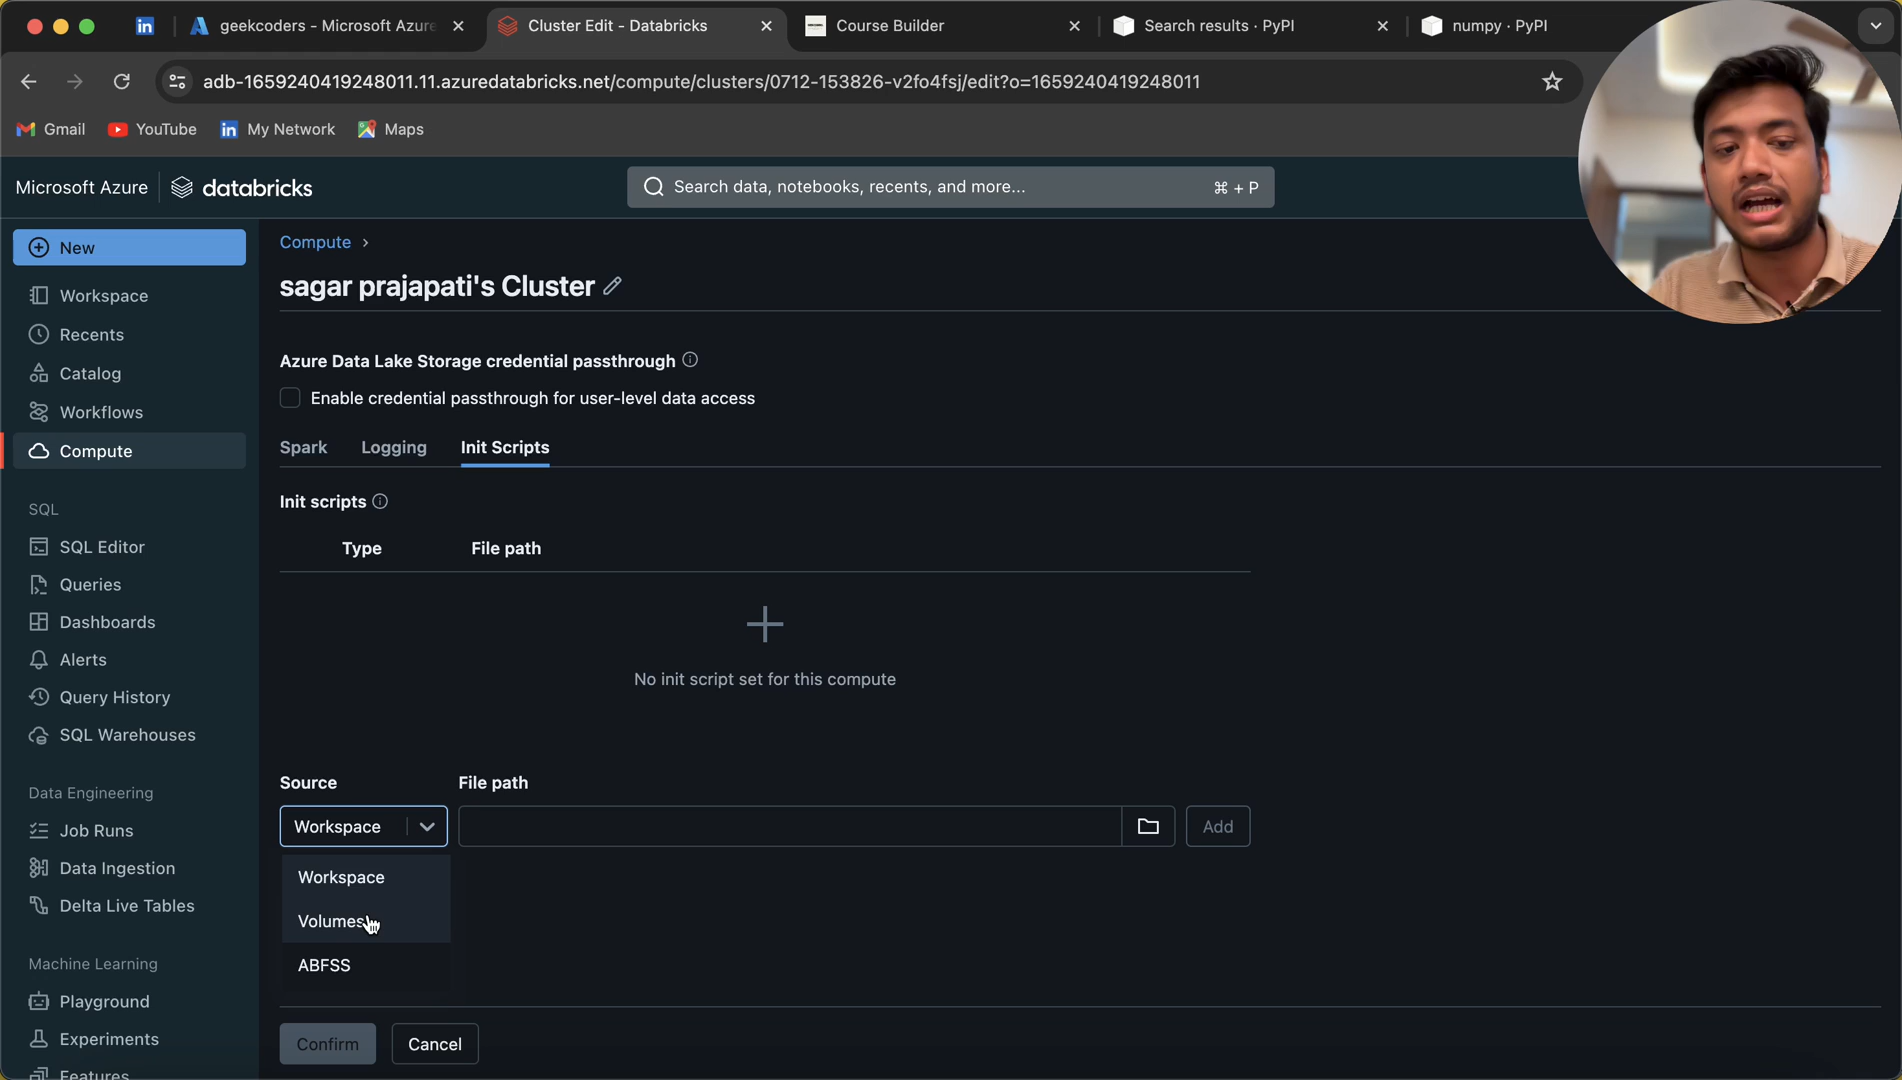 geekcoders - Microsoft Azure
Cluster Edit - Databricks
Course Builder
Search results · PyPI
numpy · PyPI
adb-1659240419248011.11.azuredatabricks.net/compute/clusters/0712-153826-v2fo4fsj/edit?o=1659240419248011
Gmail
YouTube
My Network
Maps
Microsoft Azure
databricks
Search data, notebooks, recents, and more...
⌘ + P
New
Workspace
Recents
Catalog
Workflows
Compute
SQL
SQL Editor
Queries
Dashboards
Alerts
Query History
SQL Warehouses
Data Engineering
Job Runs
Data Ingestion
Delta Live Tables
Machine Learning
Playground
Experiments
Features
Compute ›
sagar prajapati's Cluster
Azure Data Lake Storage credential passthrough
Enable credential passthrough for user-level data access
Spark
Logging
Init Scripts
Init scripts
Type
File path
No init script set for this compute
Source
File path
Workspace
Add
Workspace
Volumes
ABFSS
Confirm
Cancel